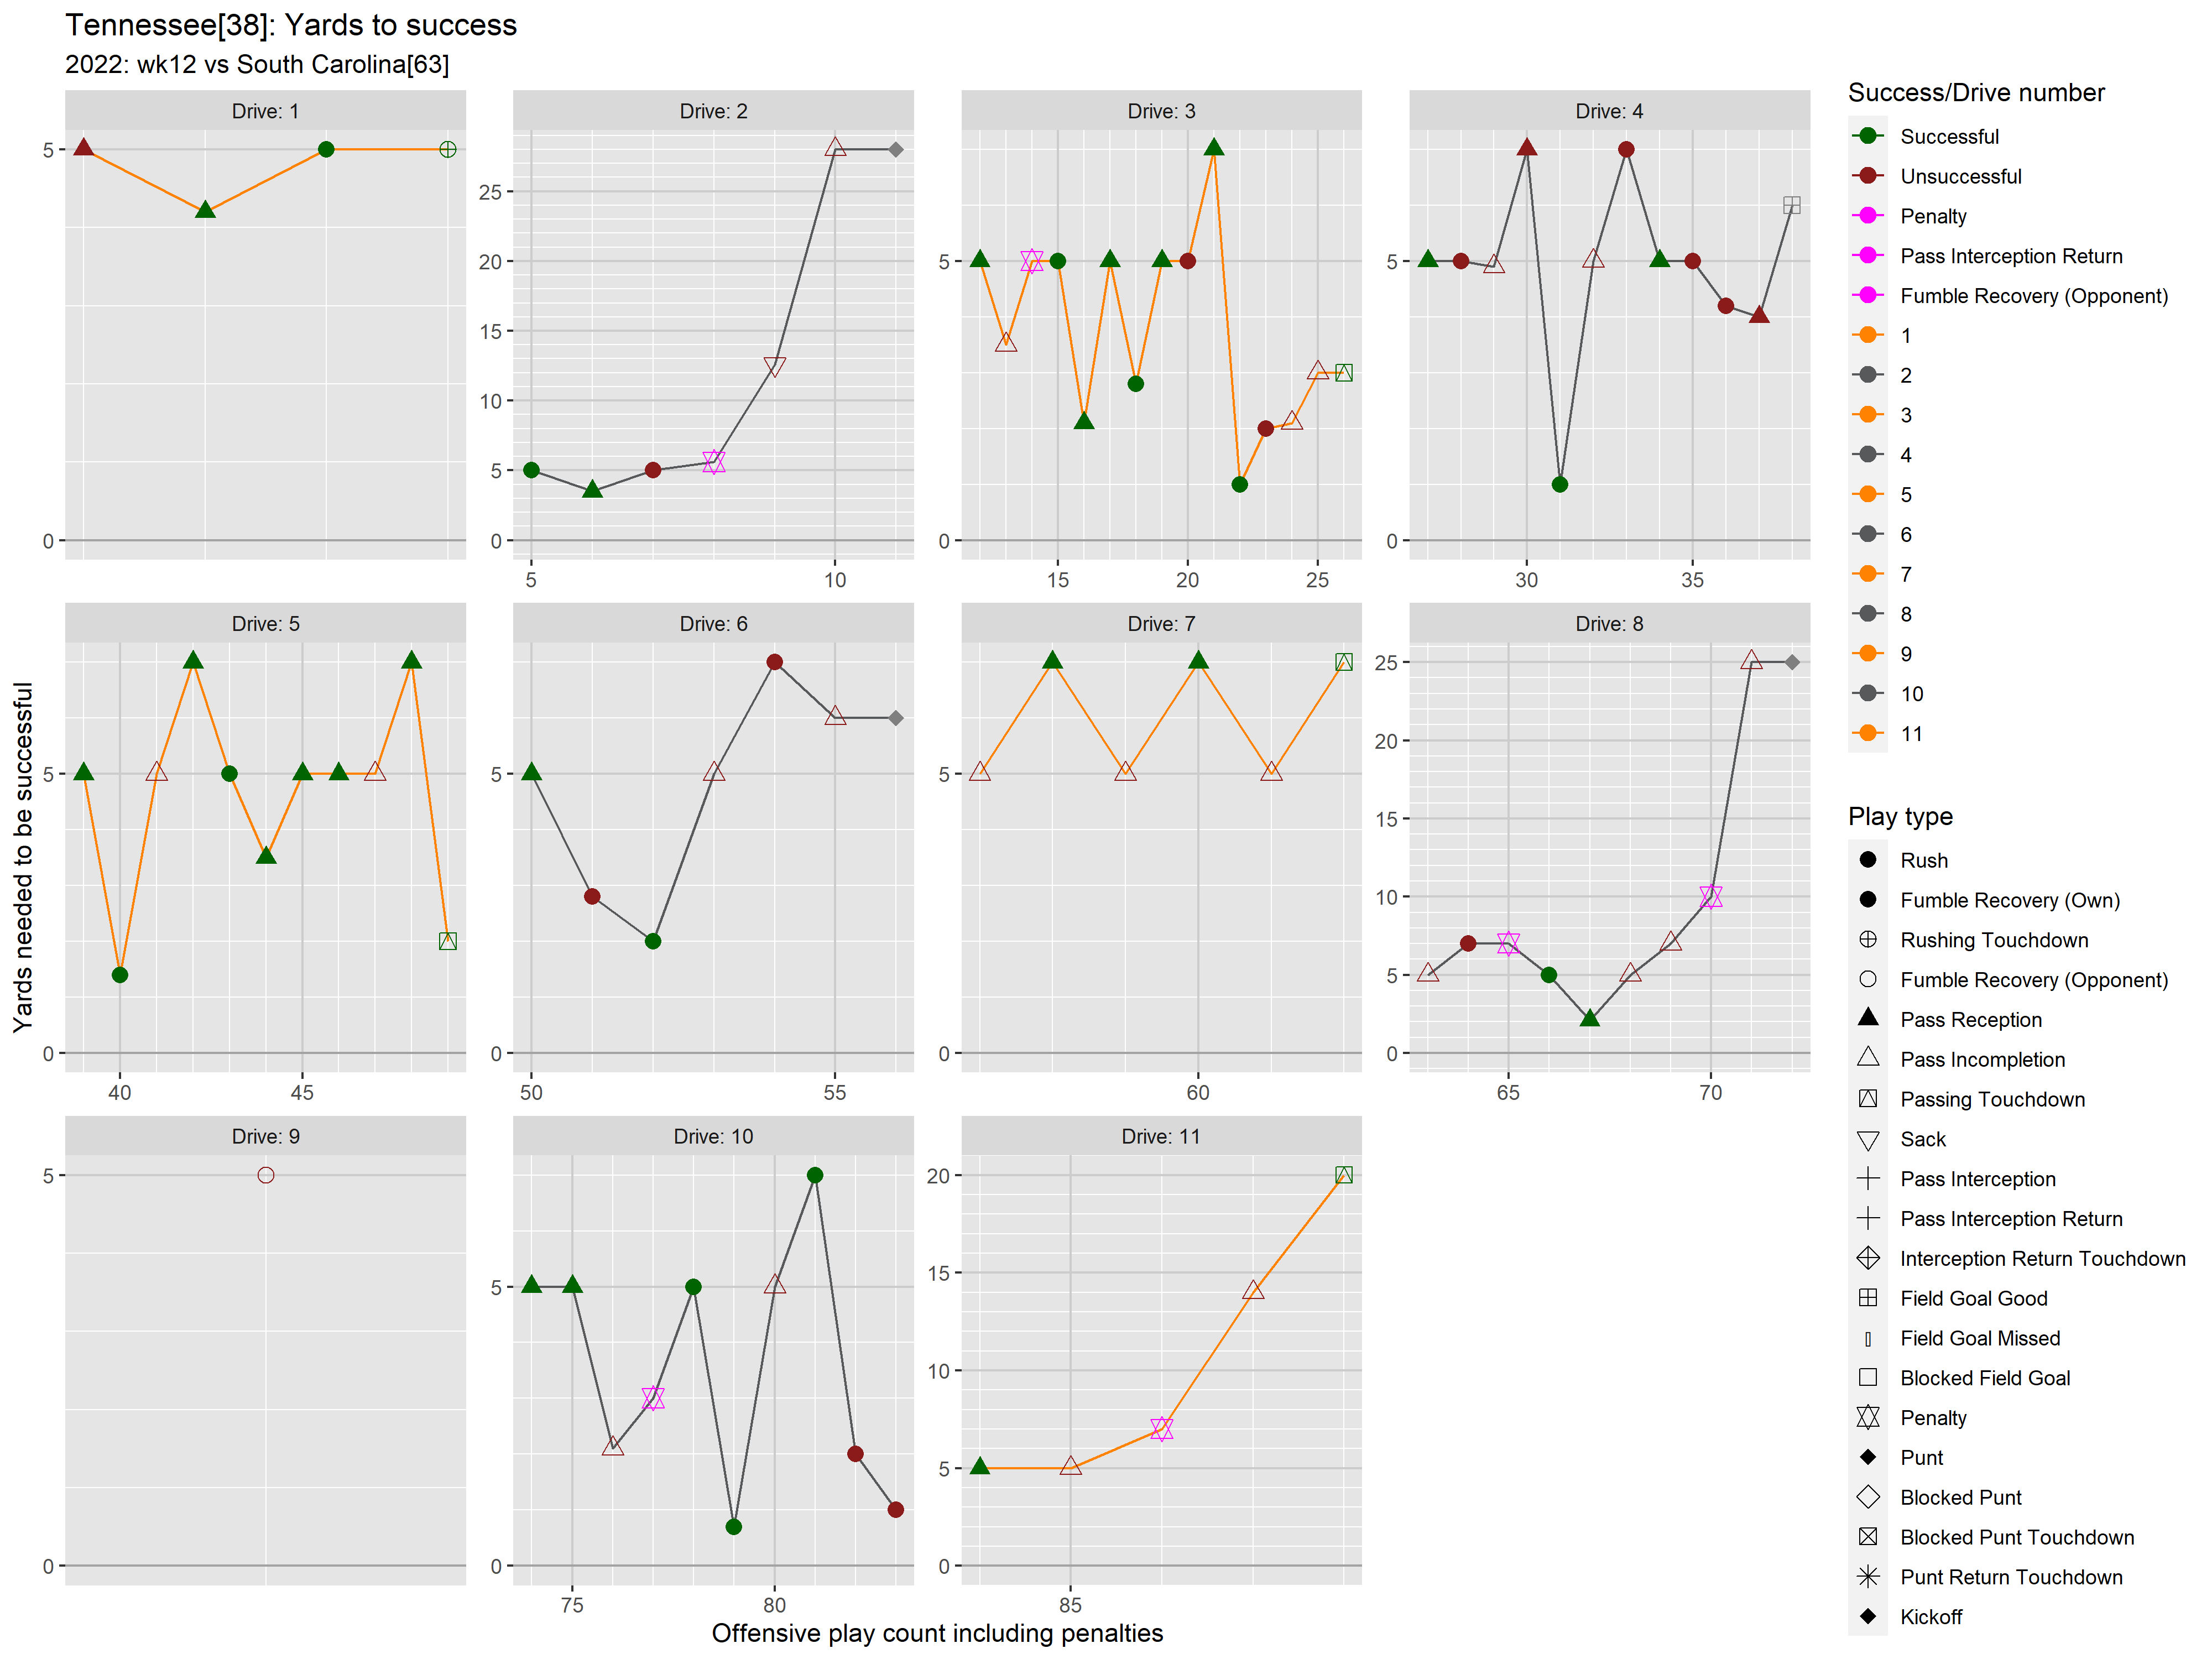 Tennessee[38]: Yards to success
2022: wk12 vs South Carolina[63]
Drive: 1
Drive: 2
Drive: 3
Drive: 4
5
0
25
20
15
10
5
0
5
10
5
0
15
20
25
5
0
30
35
Drive: 5
Drive: 6
Drive: 7
Drive: 8
5
0
40
45
5
0
50
55
5
0
60
25
20
15
10
5
0
65
70
Drive: 9
Drive: 10
Drive: 11
5
0
5
0
75
80
20
15
10
5
0
85
Yards needed to be successful
Offensive play count including penalties
Success/Drive number
Successful
Unsuccessful
Penalty
Pass Interception Return
Fumble Recovery (Opponent)
1
2
3
4
5
6
7
8
9
10
11
Play type
Rush
Fumble Recovery (Own)
Rushing Touchdown
Fumble Recovery (Opponent)
Pass Reception
Pass Incompletion
Passing Touchdown
Sack
Pass Interception
Pass Interception Return
Interception Return Touchdown
Field Goal Good
Field Goal Missed
Blocked Field Goal
Penalty
Punt
Blocked Punt
Blocked Punt Touchdown
Punt Return Touchdown
Kickoff